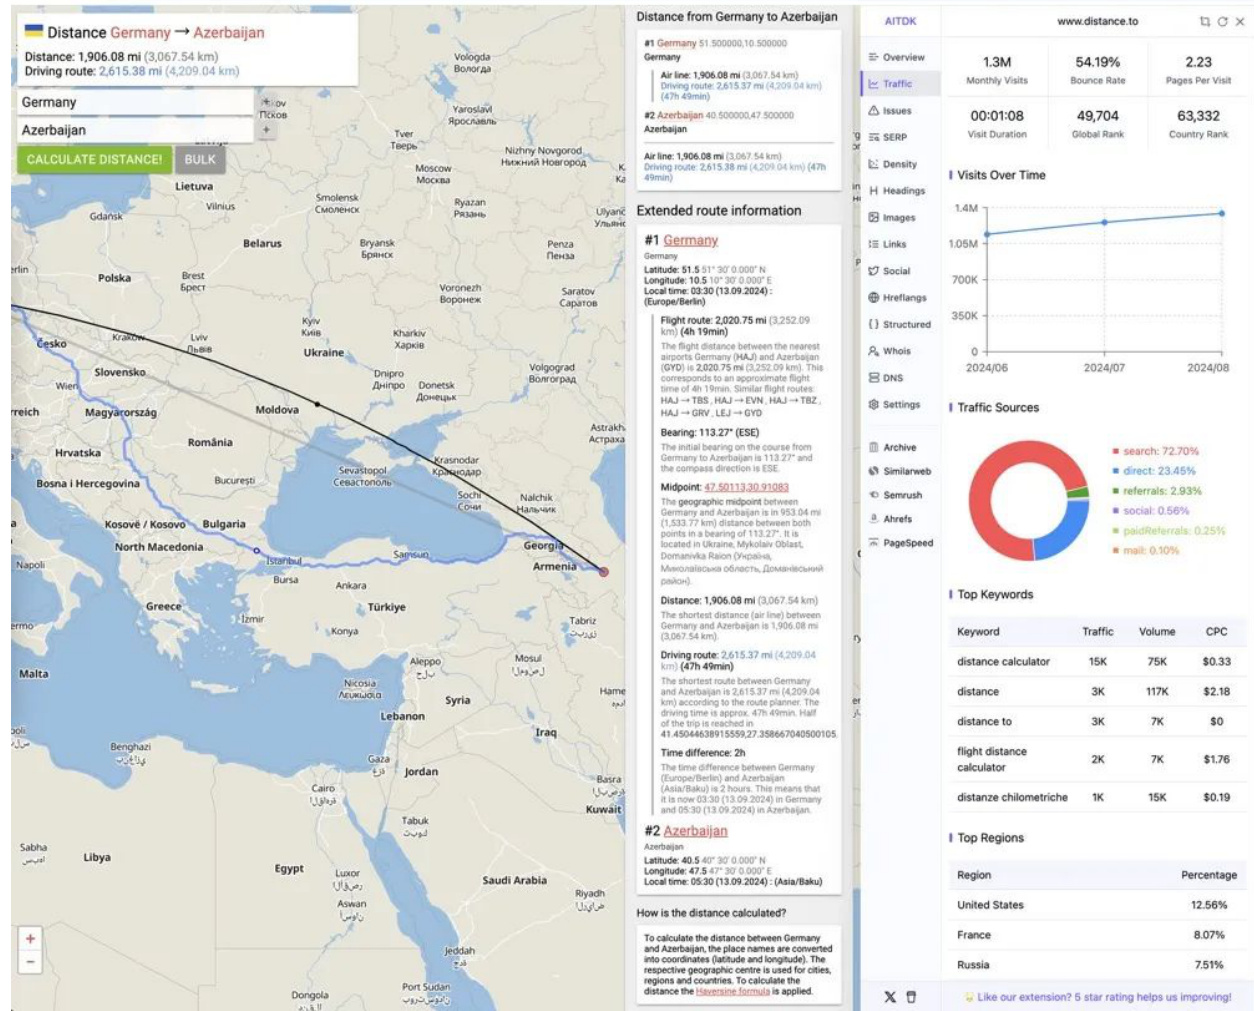 Distance Germany → Azerbaijan
Distance: 1,906.08 mi (3,067.54 km)
Driving route: 2,615.38 mi (4,209.04 km)
Germany
+
Azerbaijan
+
CALCULATE DISTANCE!
BULK
Псков
Vologda
Вологда
Yaroslavl
Ярославль
Tver
Тверь
Nizhny Novgorod
Нижний Новгород
Moscow
Москва
Lietuva
Vilnius
Smolensk
Смоленск
Ryazan
Рязань
Gdańsk
Belarus
Bryansk
Брянск
Penza
Пенза
Polska
Brest
Брест
Voronezh
Воронеж
Saratov
Саратов
Kyiv
Київ
Kharkiv
Харків
Kraków
Lviv
Львів
Česko
Ukraine
Slovensko
Dnipro
Дніпро
Donetsk
Донецьк
Volgograd
Волгоград
Wien
Magyarország
Moldova
Hrvatska
România
Krasnodar
Краснодар
Bosna i Hercegovina
București
Sevastopol
Севастополь
Sochi
Сочи
Nalchik
Нальчик
Kosovë / Kosovo
Bulgaria
North Macedonia
Georgia
Armenia
Napoli
İstanbul
Samsun
Bursa
Ankara
Greece
İzmir
Türkiye
Konya
Tabriz
تبریز
Malta
Aleppo
حلب
Mosul
الموصل
Nicosia
Λευκωσία
Syria
Lebanon
Iraq
Benghazi
بنغازي
Gaza
غزة
Jordan
Cairo
القاهرة
Basra
Kuwait
Tabuk
تبوك
Sabha
سبها
Libya
Egypt
Luxor
الأقصر
Saudi Arabia
Riyadh
الرياض
Aswan
أسوان
Jeddah
جدة
Port Sudan
بورتسودان
Dongola
دنقلا
+
−
Distance from Germany to Azerbaijan
#1 Germany 51.500000,10.500000
Germany
Air line: 1,906.08 mi (3,067.54 km)
Driving route: 2,615.37 mi (4,209.04 km)
(47h 49min)
#2 Azerbaijan 40.500000,47.500000
Azerbaijan
Air line: 1,906.08 mi (3,067.54 km)
Driving route: 2,615.38 mi (4,209.04 km) (47h
49min)
Extended route information
#1 Germany
Germany
Latitude: 51.5 51° 30' 0.000" N
Longitude: 10.5 10° 30' 0.000" E
Local time: 03:30 (13.09.2024) :
(Europe/Berlin)
Flight route: 2,020.75 mi (3,252.09
km) (4h 19min)
The flight distance between the nearest
airports Germany (HAJ) and Azerbaijan
(GYD) is 2,020.75 mi (3,252.09 km). This
corresponds to an approximate flight
time of 4h 19min. Similar flight routes:
HAJ → TBS , HAJ → EVN , HAJ → TBZ ,
HAJ → GRV , LEJ → GYD
Bearing: 113.27° (ESE)
The initial bearing on the course from
Germany to Azerbaijan is 113.27° and
the compass direction is ESE.
Midpoint: 47.50113,30.91083
The geographic midpoint between
Germany and Azerbaijan is in 953.04 mi
(1,533.77 km) distance between both
points in a bearing of 113.27°. It is
located in Ukraine, Mykolaiv Oblast,
Domanivka Raion (Україна,
Миколаївська область, Доманівський
район).
Distance: 1,906.08 mi (3,067.54 km)
The shortest distance (air line) between
Germany and Azerbaijan is 1,906.08 mi
(3,067.54 km).
Driving route: 2,615.37 mi (4,209.04
km) (47h 49min)
The shortest route between Germany
and Azerbaijan is 2,615.37 mi (4,209.04
km) according to the route planner. The
driving time is approx. 47h 49min. Half
of the trip is reached in
41.45044638915559,27.358667040500105.
Time difference: 2h
The time difference between Germany
(Europe/Berlin) and Azerbaijan
(Asia/Baku) is 2 hours. This means that
it is now 03:30 (13.09.2024) in Germany
and 05:30 (13.09.2024) in Azerbaijan.
#2 Azerbaijan
Azerbaijan
Latitude: 40.5 40° 30' 0.000" N
Longitude: 47.5 47° 30' 0.000" E
Local time: 05:30 (13.09.2024) : (Asia/Baku)
How is the distance calculated?
To calculate the distance between Germany
and Azerbaijan, the place names are converted
into coordinates (latitude and longitude). The
respective geographic centre is used for cities,
regions and countries. To calculate the
distance the Haversine formula is applied.
AITDK
www.distance.to
Overview
Traffic
Issues
SERP
Density
Headings
Images
Links
Social
Hreflangs
Structured
Whois
DNS
Settings
Archive
Similarweb
Semrush
Ahrefs
PageSpeed
1.3M 54.19% 2.23
Monthly Visits Bounce Rate Pages Per Visit
00:01:08 49,704 63,332
Visit Duration Global Rank Country Rank
Visits Over Time
1.4M
1.05M
700K
350K
0
2024/06 2024/07 2024/08
Traffic Sources
search: 72.70%
direct: 23.45%
referrals: 2.93%
social: 0.56%
paidReferrals: 0.25%
mail: 0.10%
Top Keywords
Keyword Traffic Volume CPC
distance calculator 15K 75K $0.33
distance 3K 117K $2.18
distance to 3K 7K $0
flight distance calculator 2K 7K $1.76
distanze chilometriche 1K 15K $0.19
Top Regions
Region Percentage
United States 12.56%
France 8.07%
Russia 7.51%
Like our extension? 5 star rating helps us improving!